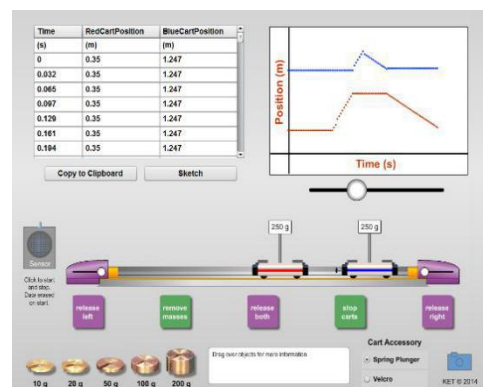 Time RedCartPosition BlueCartPosition
(s) (m) (m)
0 0.35 1.247
0.032 0.35 1.247
0.065 0.35 1.247
0.097 0.35 1.247
0.129 0.35 1.247
0.161 0.35 1.247
0.194 0.35 1.247
Copy to Clipboard Sketch
Position (m)
Time (s)
250 g 250 g
Sensor
Click to start
and stop.
Data erased
on start.
release
left
remove
masses
release
both
stop
carts
release
right
Drag over objects for more information
Cart Accessory
Spring Plunger
Velcro
10 g 20 g 50 g 100 g 200 g
KET © 2014